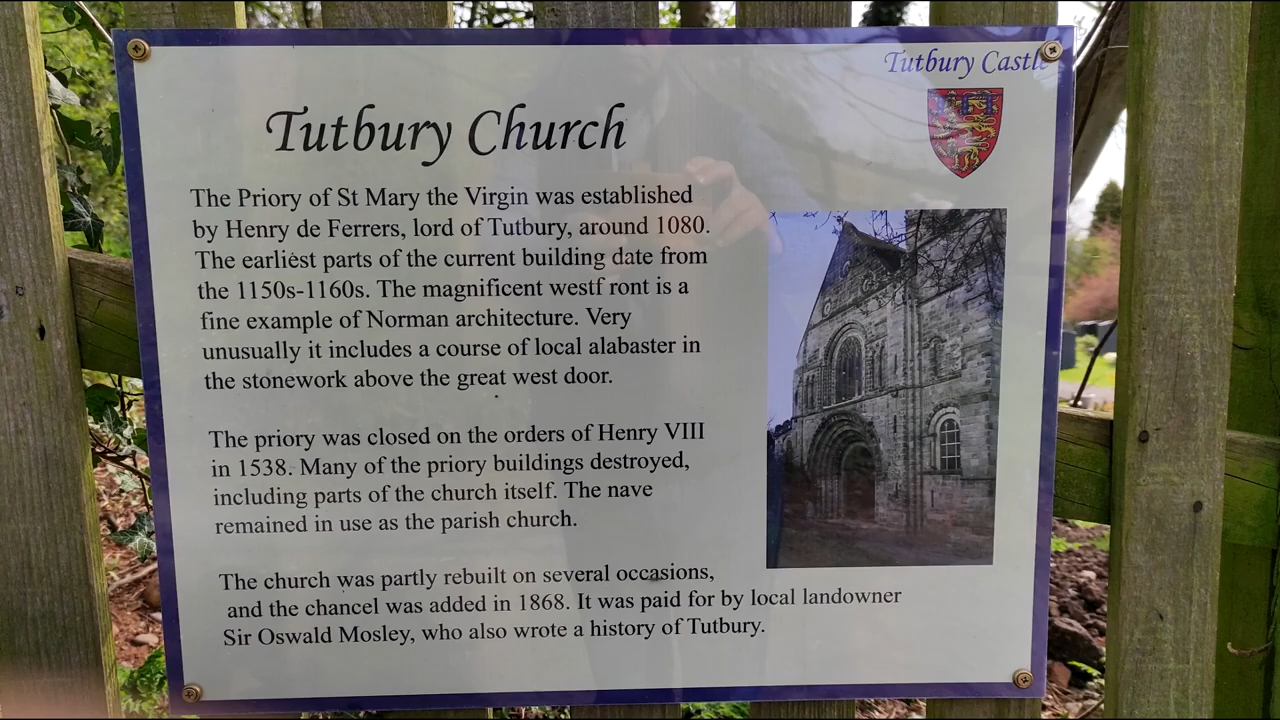 Tutbury Castle
Tutbury Church
The Priory of St Mary the Virgin was established
by Henry de Ferrers, lord of Tutbury, around 1080.
The earliest parts of the current building date from
the 1150s-1160s. The magnificent westf ront is a
fine example of Norman architecture. Very
unusually it includes a course of local alabaster in
the stonework above the great west door.
The priory was closed on the orders of Henry VIII
in 1538. Many of the priory buildings destroyed,
including parts of the church itself. The nave
remained in use as the parish church.
The church was partly rebuilt on several occasions,
and the chancel was added in 1868. It was paid for by local landowner
Sir Oswald Mosley, who also wrote a history of Tutbury.